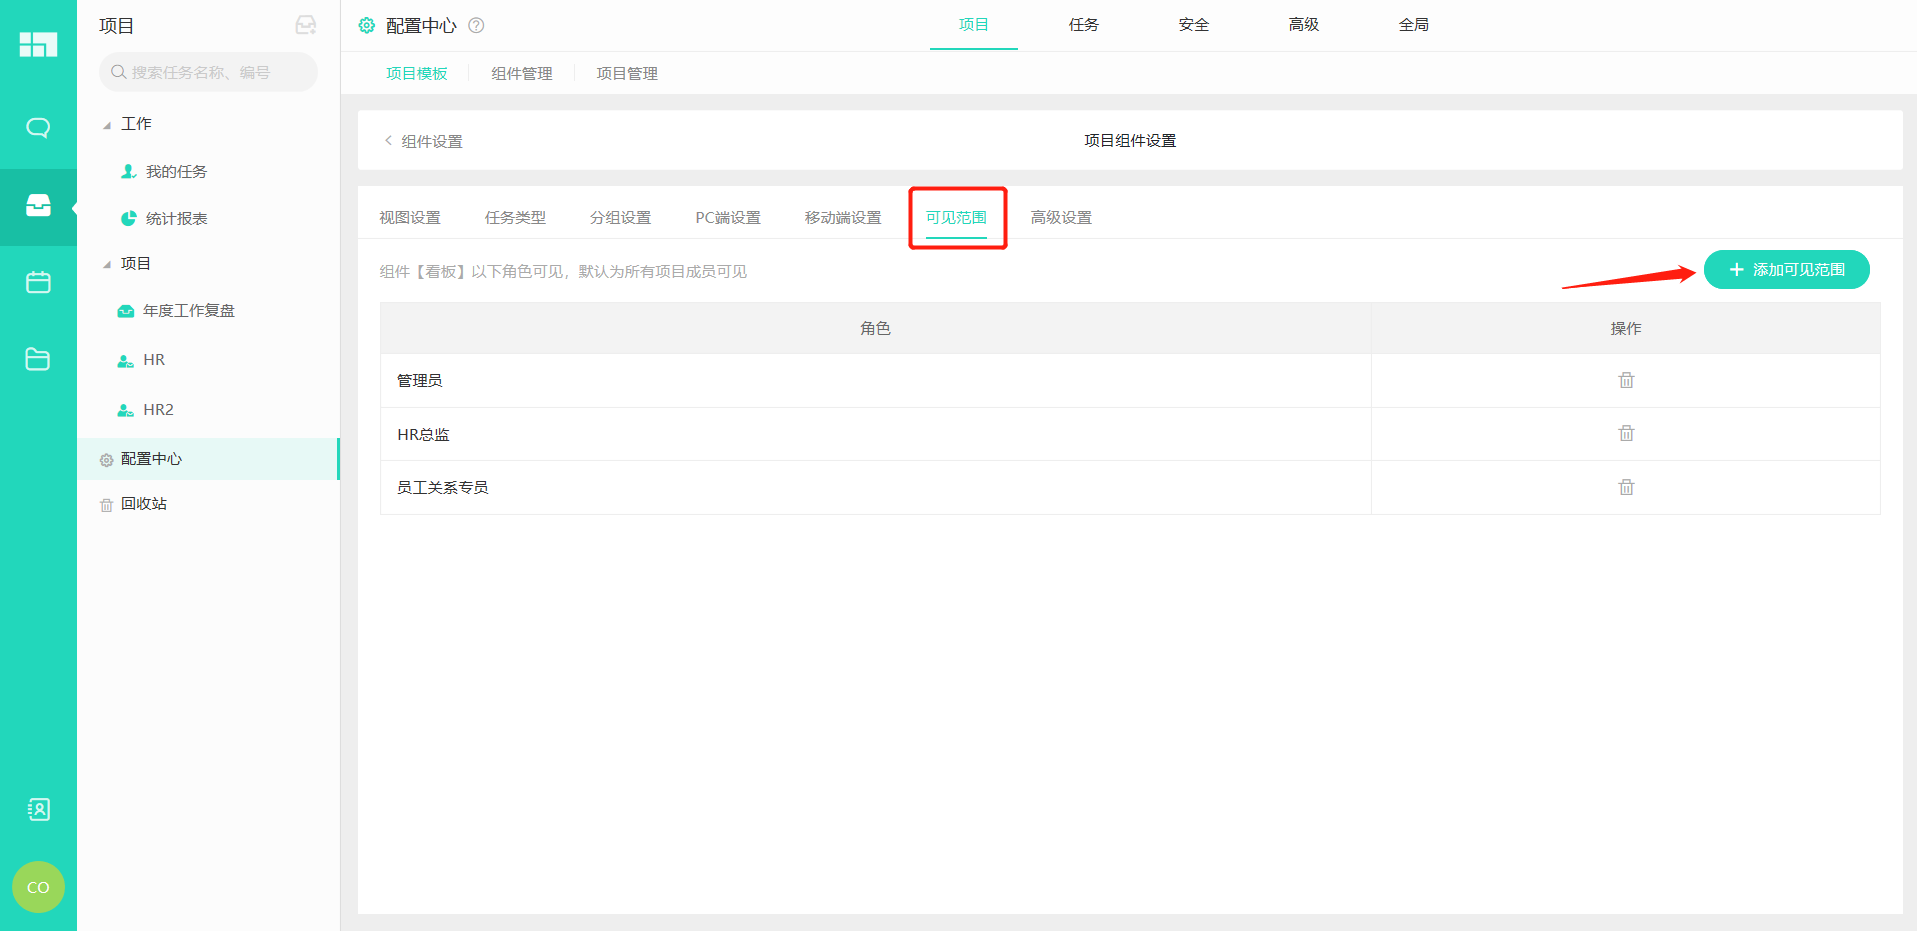 项目
搜索任务名称、编号
工作
我的任务
统计报表
项目
年度工作复盘
HR
HR2
配置中心
回收站
CO
配置中心
项目 任务 安全 高级 全局
项目模板 组件管理 项目管理
组件设置
项目组件设置
视图设置 任务类型 分组设置 PC端设置 移动端设置 可见范围 高级设置
组件【看板】以下角色可见，默认为所有项目成员可见
添加可见范围
角色 操作
管理员
HR总监
员工关系专员